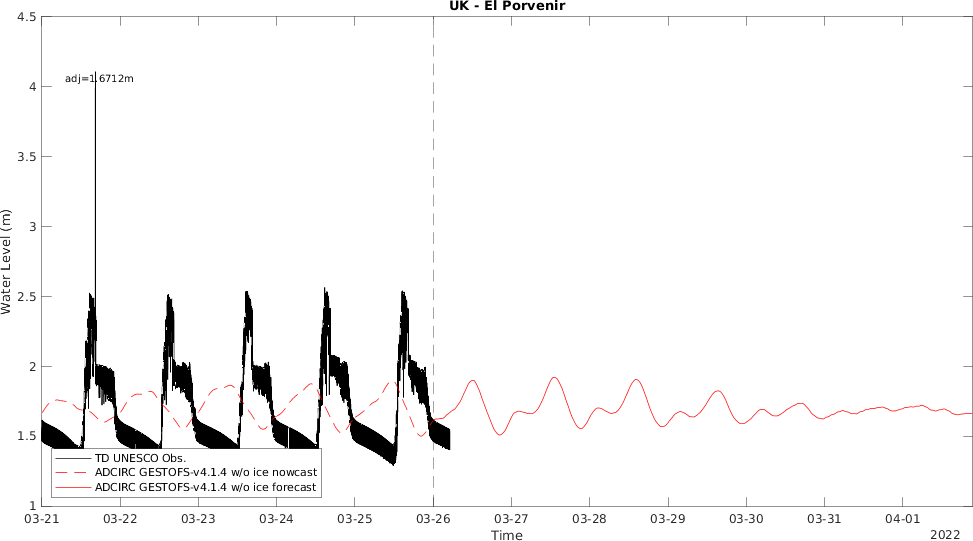 UK - El Porvenir
4.5
4
3.5
3
2.5
2
1.5
1
Water Level (m)
adj=1.6712m
TD UNESCO Obs.
ADCIRC GESTOFS-v4.1.4 w/o ice nowcast
ADCIRC GESTOFS-v4.1.4 w/o ice forecast
03-21 03-22 03-23 03-24 03-25 03-26 03-27 03-28 03-29 03-30 03-31 04-01
Time
2022